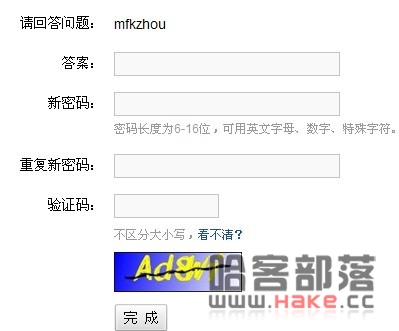 请回答问题： mfkzhou
答案：
新密码：
密码长度为6-16位，可用英文字母、数字、特殊字符。
重复新密码：
验证码：
不区分大小写，看不清？
哈客部落
www.Hake.cc
完 成